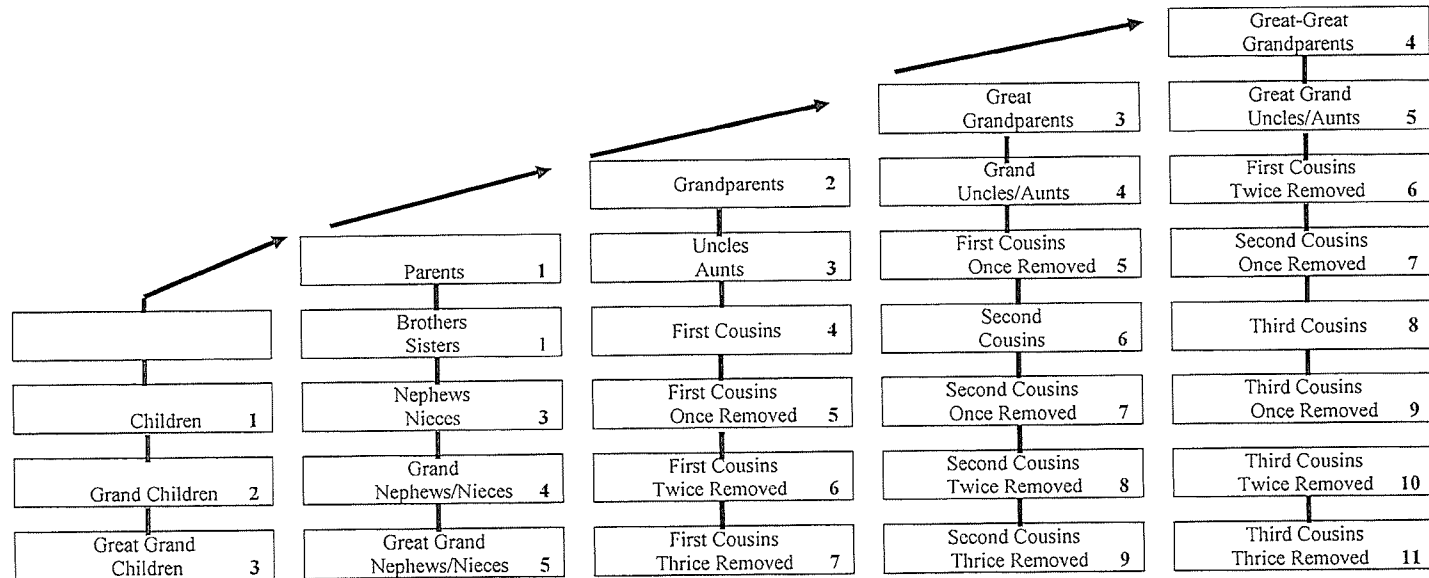 Parents 1
Brothers
Sisters 1
Children 1
Nephews
Nieces 3
Grand Children 2
Grand
Nephews/Nieces 4
Great Grand
Children 3
Great Grand
Nephews/Nieces 5
Grandparents 2
Uncles
Aunts 3
First Cousins 4
First Cousins
Once Removed 5
First Cousins
Twice Removed 6
First Cousins
Thrice Removed 7
Great
Grandparents 3
Grand
Uncles/Aunts 4
First Cousins
Once Removed 5
Second
Cousins 6
Second Cousins
Once Removed 7
Second Cousins
Twice Removed 8
Second Cousins
Thrice Removed 9
Great-Great
Grandparents 4
Great Grand
Uncles/Aunts 5
First Cousins
Twice Removed 6
Second Cousins
Once Removed 7
Third Cousins 8
Third Cousins
Once Removed 9
Third Cousins
Twice Removed 10
Third Cousins
Thrice Removed 11